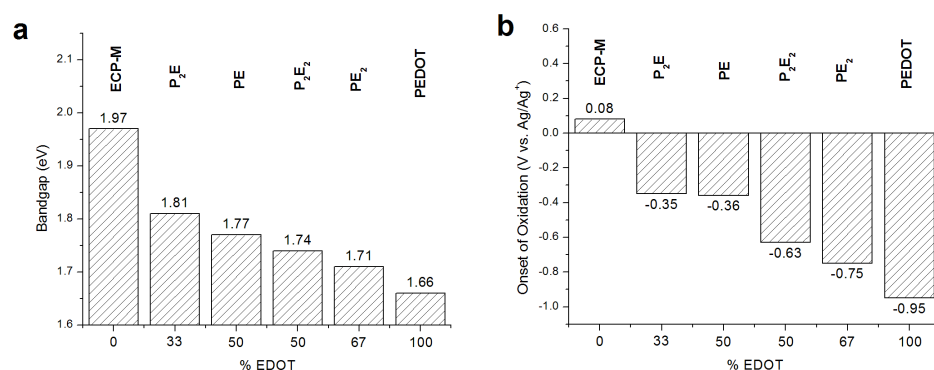 a
ECP-M
P₂E
PE
P₂E₂
PE₂
PEDOT
Bandgap (eV)
2.1
2.0
1.9
1.8
1.7
1.6
1.97
1.81
1.77
1.74
1.71
1.66
0 33 50 50 67 100
% EDOT
b
ECP-M
P₂E
PE
P₂E₂
PE₂
PEDOT
Onset of Oxidation (V vs. Ag/Ag⁺)
0.6
0.4
0.2
0.0
-0.2
-0.4
-0.6
-0.8
-1.0
0.08
-0.35
-0.36
-0.63
-0.75
-0.95
0 33 50 50 67 100
% EDOT